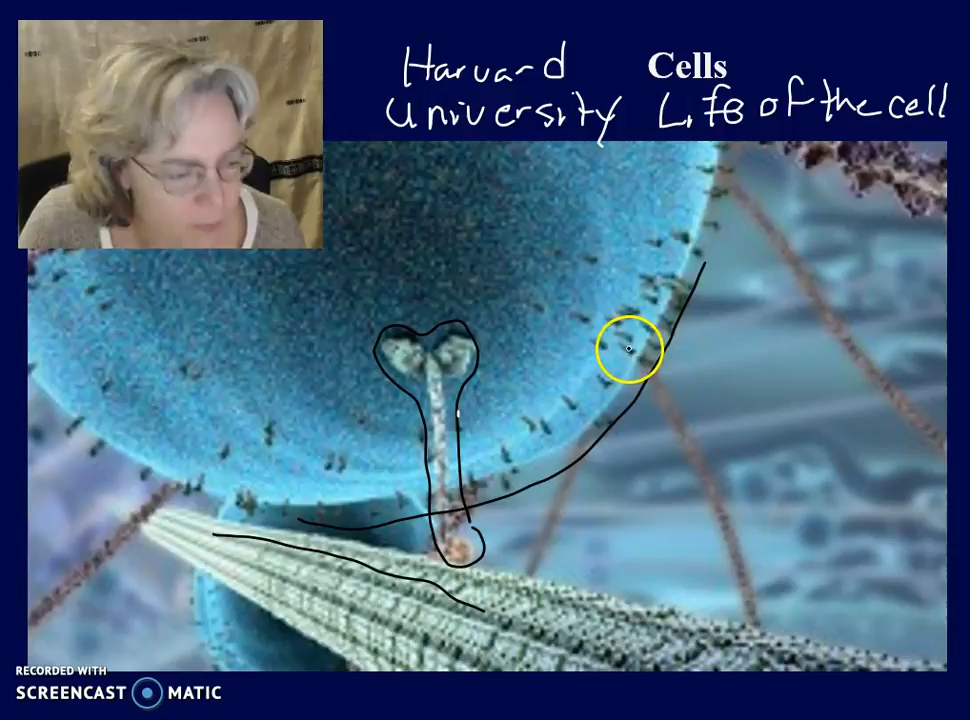 Harvard Cells
University Life of the cell
RECORDED WITH
SCREENCAST MATIC